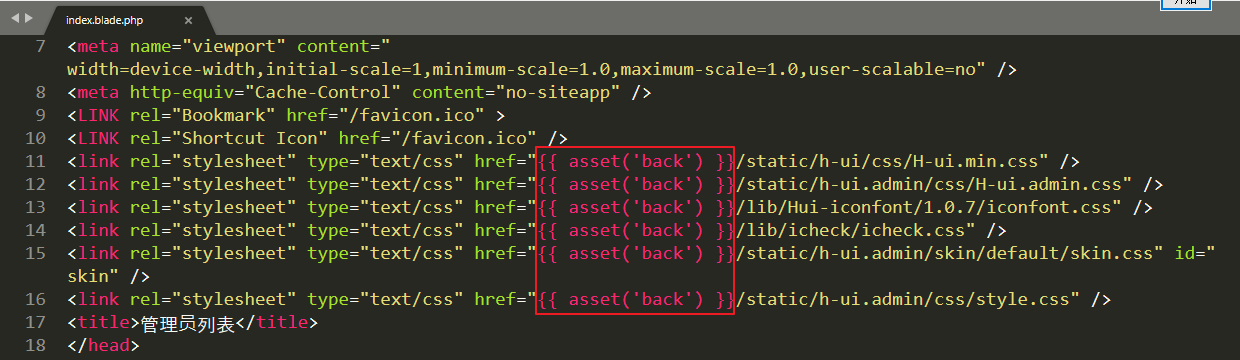 开始
index.blade.php ×
7 <meta name="viewport" content="
width=device-width,initial-scale=1,minimum-scale=1.0,maximum-scale=1.0,user-scalable=no" />
8 <meta http-equiv="Cache-Control" content="no-siteapp" />
9 <LINK rel="Bookmark" href="/favicon.ico" >
10 <LINK rel="Shortcut Icon" href="/favicon.ico" />
11 <link rel="stylesheet" type="text/css" href="{{ asset('back') }}/static/h-ui/css/H-ui.min.css" />
12 <link rel="stylesheet" type="text/css" href="{{ asset('back') }}/static/h-ui.admin/css/H-ui.admin.css" />
13 <link rel="stylesheet" type="text/css" href="{{ asset('back') }}/lib/Hui-iconfont/1.0.7/iconfont.css" />
14 <link rel="stylesheet" type="text/css" href="{{ asset('back') }}/lib/icheck/icheck.css" />
15 <link rel="stylesheet" type="text/css" href="{{ asset('back') }}/static/h-ui.admin/skin/default/skin.css" id="
skin" />
16 <link rel="stylesheet" type="text/css" href="{{ asset('back') }}/static/h-ui.admin/css/style.css" />
17 <title>管理员列表</title>
18 </head>